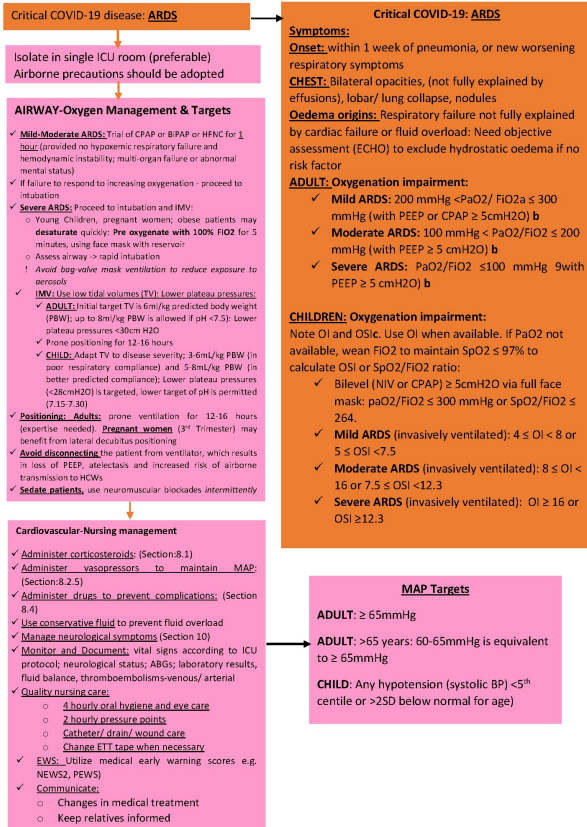 Critical COVID-19 disease: ARDS
Isolate in single ICU room (preferable)
Airborne precautions should be adopted
AIRWAY-Oxygen Management & Targets
✓ Mild-Moderate ARDS: Trial of CPAP or BiPAP or HFNC for 1
hour (provided no hypoxemic respiratory failure and
hemodynamic instability; multi-organ failure or abnormal
mental status)
✓ If failure to respond to increasing oxygenation - proceed to
intubation
✓ Severe ARDS: Proceed to intubation and IMV:
o Young Children, pregnant women; obese patients may
desaturate quickly: Pre oxygenate with 100% FIO2 for 5
minutes, using face mask with reservoir
o Assess airway -> rapid intubation
! Avoid bag-valve mask ventilation to reduce exposure to
aerosols
✓ IMV: Use low tidal volumes (TV): Lower plateau pressures:
✓ ADULT: Initial target TV is 6ml/kg predicted body weight
(PBW); up to 8ml/kg PBW is allowed if pH <7.5): Lower
plateau pressures <30cm H2O
✓ Prone positioning for 12-16 hours
✓ CHILD: Adapt TV to disease severity; 3-6mL/kg PBW (in
poor respiratory compliance) and 5-8mL/kg PBW (in
better predicted compliance); Lower plateau pressures
(<28cmH2O) is targeted, lower target of pH is permitted
(7.15-7.30)
✓ Positioning: Adults: prone ventilation for 12-16 hours
(expertise needed). Pregnant women (3rd Trimester) may
benefit from lateral decubitus positioning
✓ Avoid disconnecting the patient from ventilator, which results
in loss of PEEP, atelectasis and increased risk of airborne
transmission to HCWs
✓ Sedate patients, use neuromuscular blockades intermittently
Cardiovascular-Nursing management
✓ Administer corticosteroids: (Section:8.1)
✓ Administer vasopressors to maintain MAP:
(Section:8.2.5)
✓ Administer drugs to prevent complications: (Section
8.4)
✓ Use conservative fluid to prevent fluid overload
✓ Manage neurological symptoms (Section 10)
✓ Monitor and Document: vital signs according to ICU
protocol; neurological status; ABGs; laboratory results,
fluid balance, thromboembolisms-venous/ arterial
✓ Quality nursing care:
o 4 hourly oral hygiene and eye care
o 2 hourly pressure points
o Catheter/ drain/ wound care
o Change ETT tape when necessary
✓ EWS: Utilize medical early warning scores e.g.
NEWS2, PEWS)
✓ Communicate:
o Changes in medical treatment
o Keep relatives informed
Critical COVID-19: ARDS
Symptoms:
Onset: within 1 week of pneumonia, or new worsening
respiratory symptoms
CHEST: Bilateral opacities, (not fully explained by
effusions), lobar/ lung collapse, nodules
Oedema origins: Respiratory failure not fully explained
by cardiac failure or fluid overload: Need objective
assessment (ECHO) to exclude hydrostatic oedema if no
risk factor
ADULT: Oxygenation impairment:
✓ Mild ARDS: 200 mmHg <PaO2/ FiO2a ≤ 300
mmHg (with PEEP or CPAP ≥ 5cmH2O) b
✓ Moderate ARDS: 100 mmHg < PaO2/FiO2 ≤ 200
mmHg (with PEEP ≥ 5 cmH2O) b
✓ Severe ARDS: PaO2/FiO2 ≤100 mmHg 9with
PEEP ≥ 5 cmH2O) b
CHILDREN: Oxygenation impairment:
Note OI and OSIc. Use OI when available. If PaO2 not
available, wean FiO2 to maintain SpO2 ≤ 97% to
calculate OSI or SpO2/FiO2 ratio:
✓ Bilevel (NIV or CPAP) ≥ 5cmH2O via full face
mask: paO2/FiO2 ≤ 300 mmHg or SpO2/FiO2 ≤
264.
✓ Mild ARDS (invasively ventilated): 4 ≤ OI < 8 or
5 ≤ OSI <7.5
✓ Moderate ARDS (invasively ventilated): 8 ≤ OI <
16 or 7.5 ≤ OSI <12.3
✓ Severe ARDS (invasively ventilated): OI ≥ 16 or
OSI ≥12.3
MAP Targets
ADULT: ≥ 65mmHg
ADULT: >65 years: 60-65mmHg is equivalent
to ≥ 65mmHg
CHILD: Any hypotension (systolic BP) <5th
centile or >2SD below normal for age)